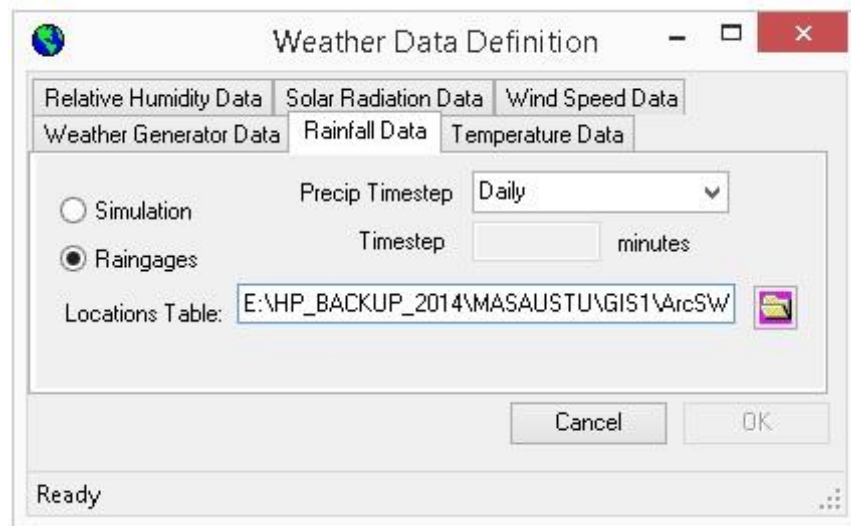 Weather Data Definition
Relative Humidity Data Solar Radiation Data Wind Speed Data
Weather Generator Data Rainfall Data Temperature Data
Precip Timestep Daily
Simulation
Timestep minutes
Raingages
Locations Table: E:\HP_BACKUP_2014\MASAUSTU\GIS1\ArcSW
Cancel OK
Ready